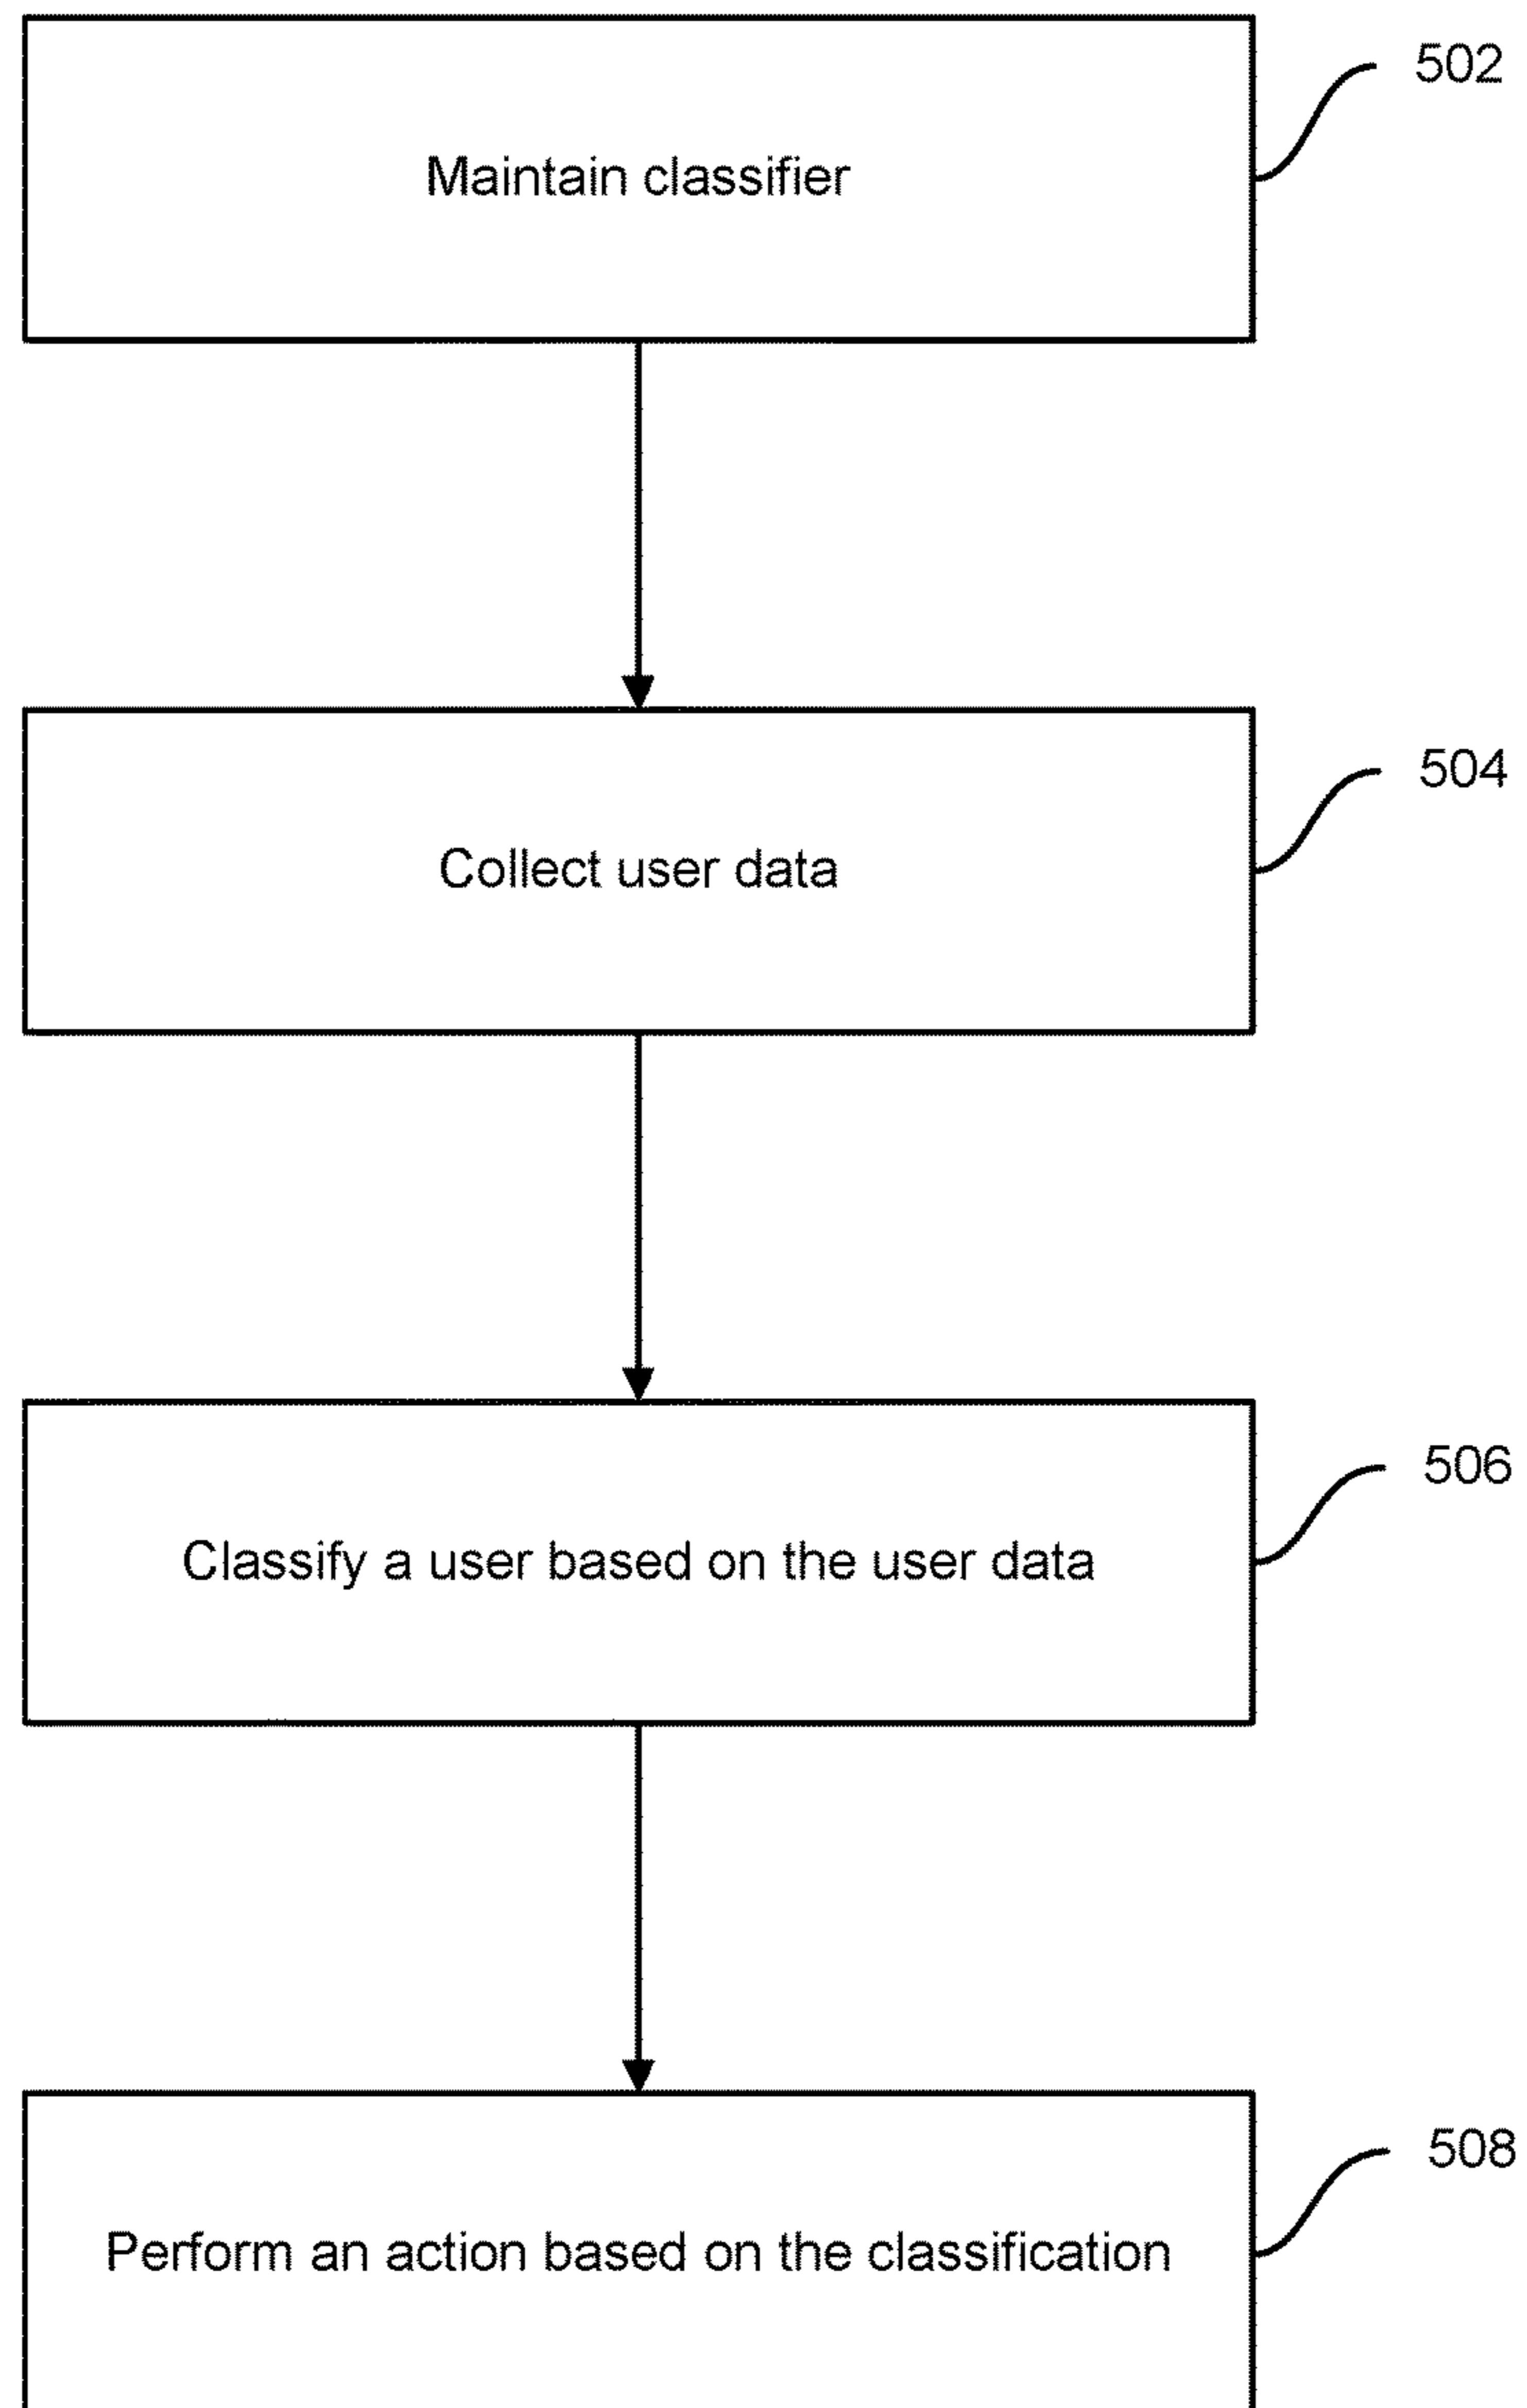 502
Maintain classifier
504
Collect user data
506
Classify a user based on the user data
508
Perform an action based on the classification